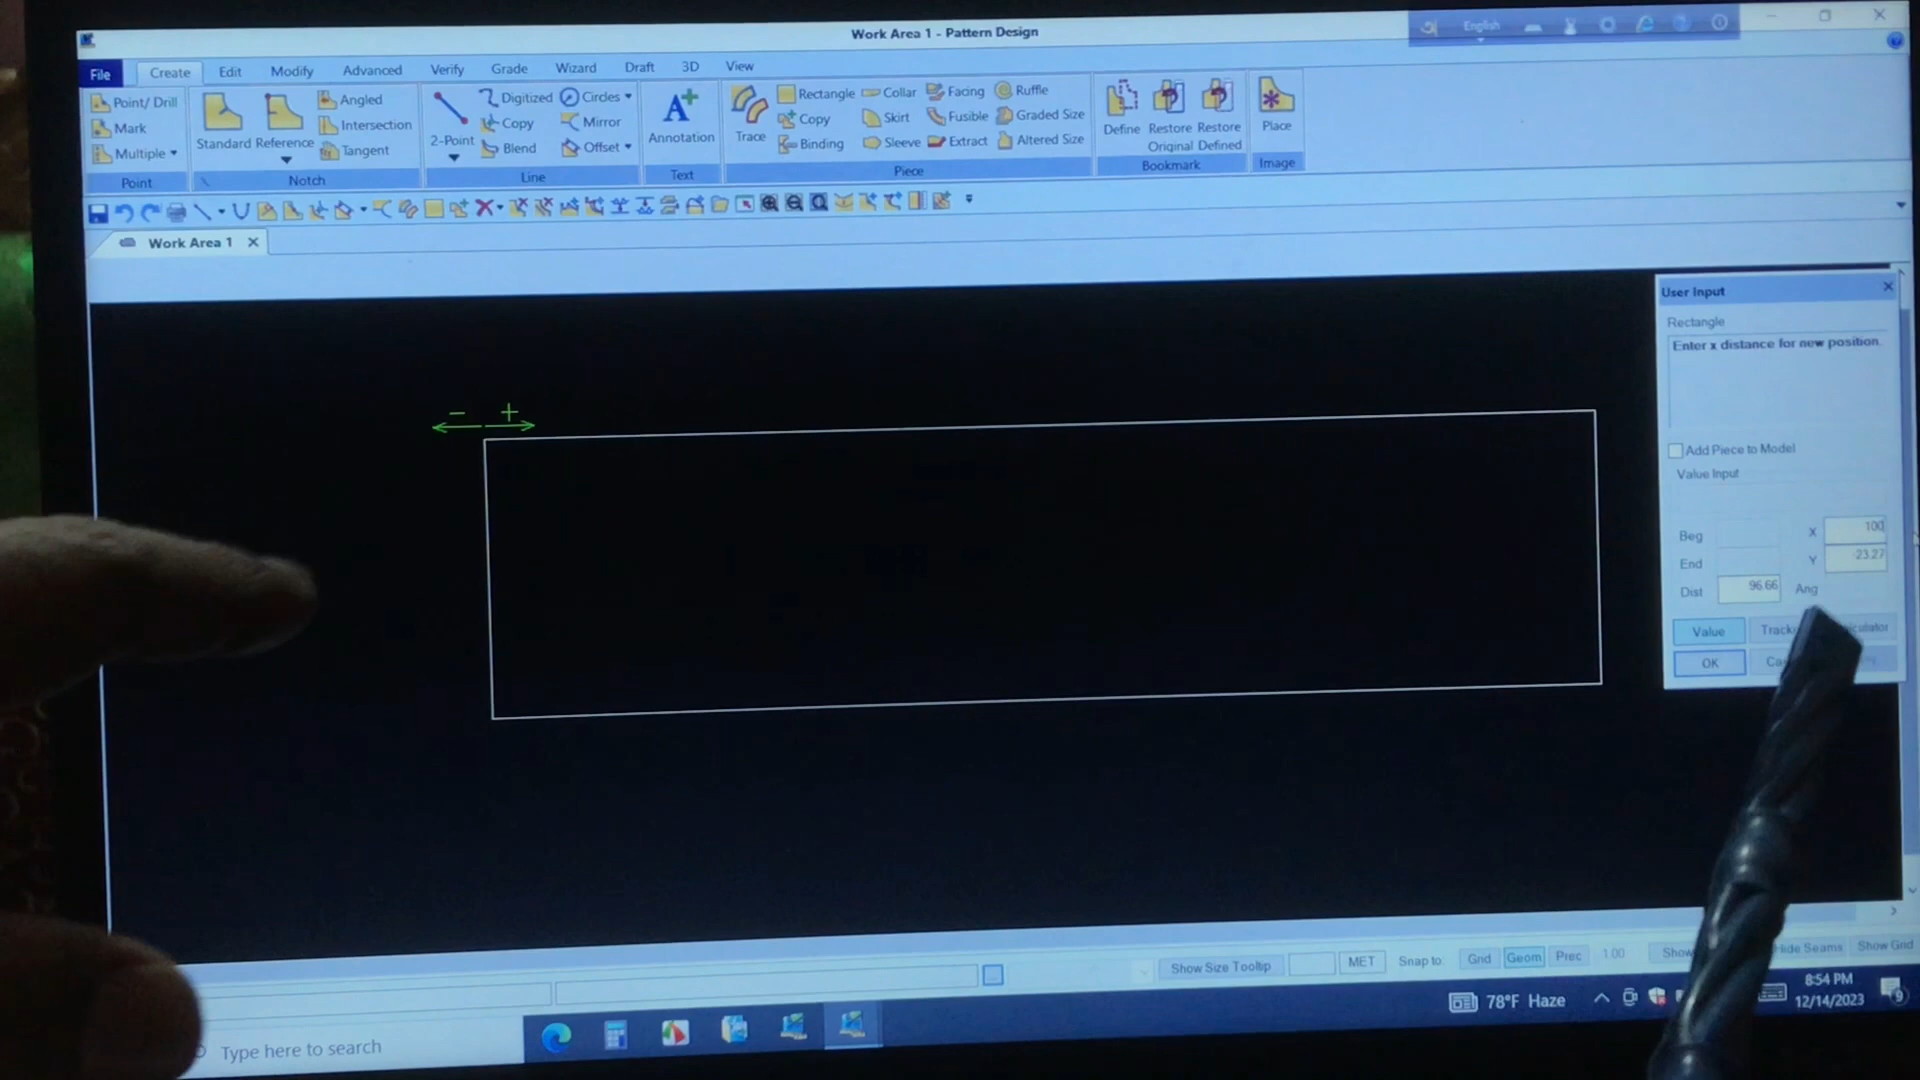 Work Area 1 - Pattern Design
English
File Create Edit Modify Advanced Verify Grade Wizard Draft 3D View
Point/ Drill
Mark
Multiple
Point
Standard Reference
Angled
Intersection
Tangent
Notch
2-Point
Digitized Circles
Copy Mirror
Blend Offset
Line
Annotation
Text
Trace
Rectangle Collar Facing Ruffle
Copy Skirt Fusible Graded Size
Binding Sleeve Extract Altered Size
Piece
Define Restore Restore
Original Defined
Bookmark
Place
Image
Work Area 1
User Input
Rectangle
Enter x distance for new position.
Add Piece to Model
Value Input
Beg X 100
End Y -23.27
Dist 96.66 Ang
Value
OK
− +
Show Size Tooltip MET Snap to Grid Geom Prec 1.00 Show Hide Seams Show Grid
Type here to search
78°F Haze
8:54 PM
12/14/2023
9